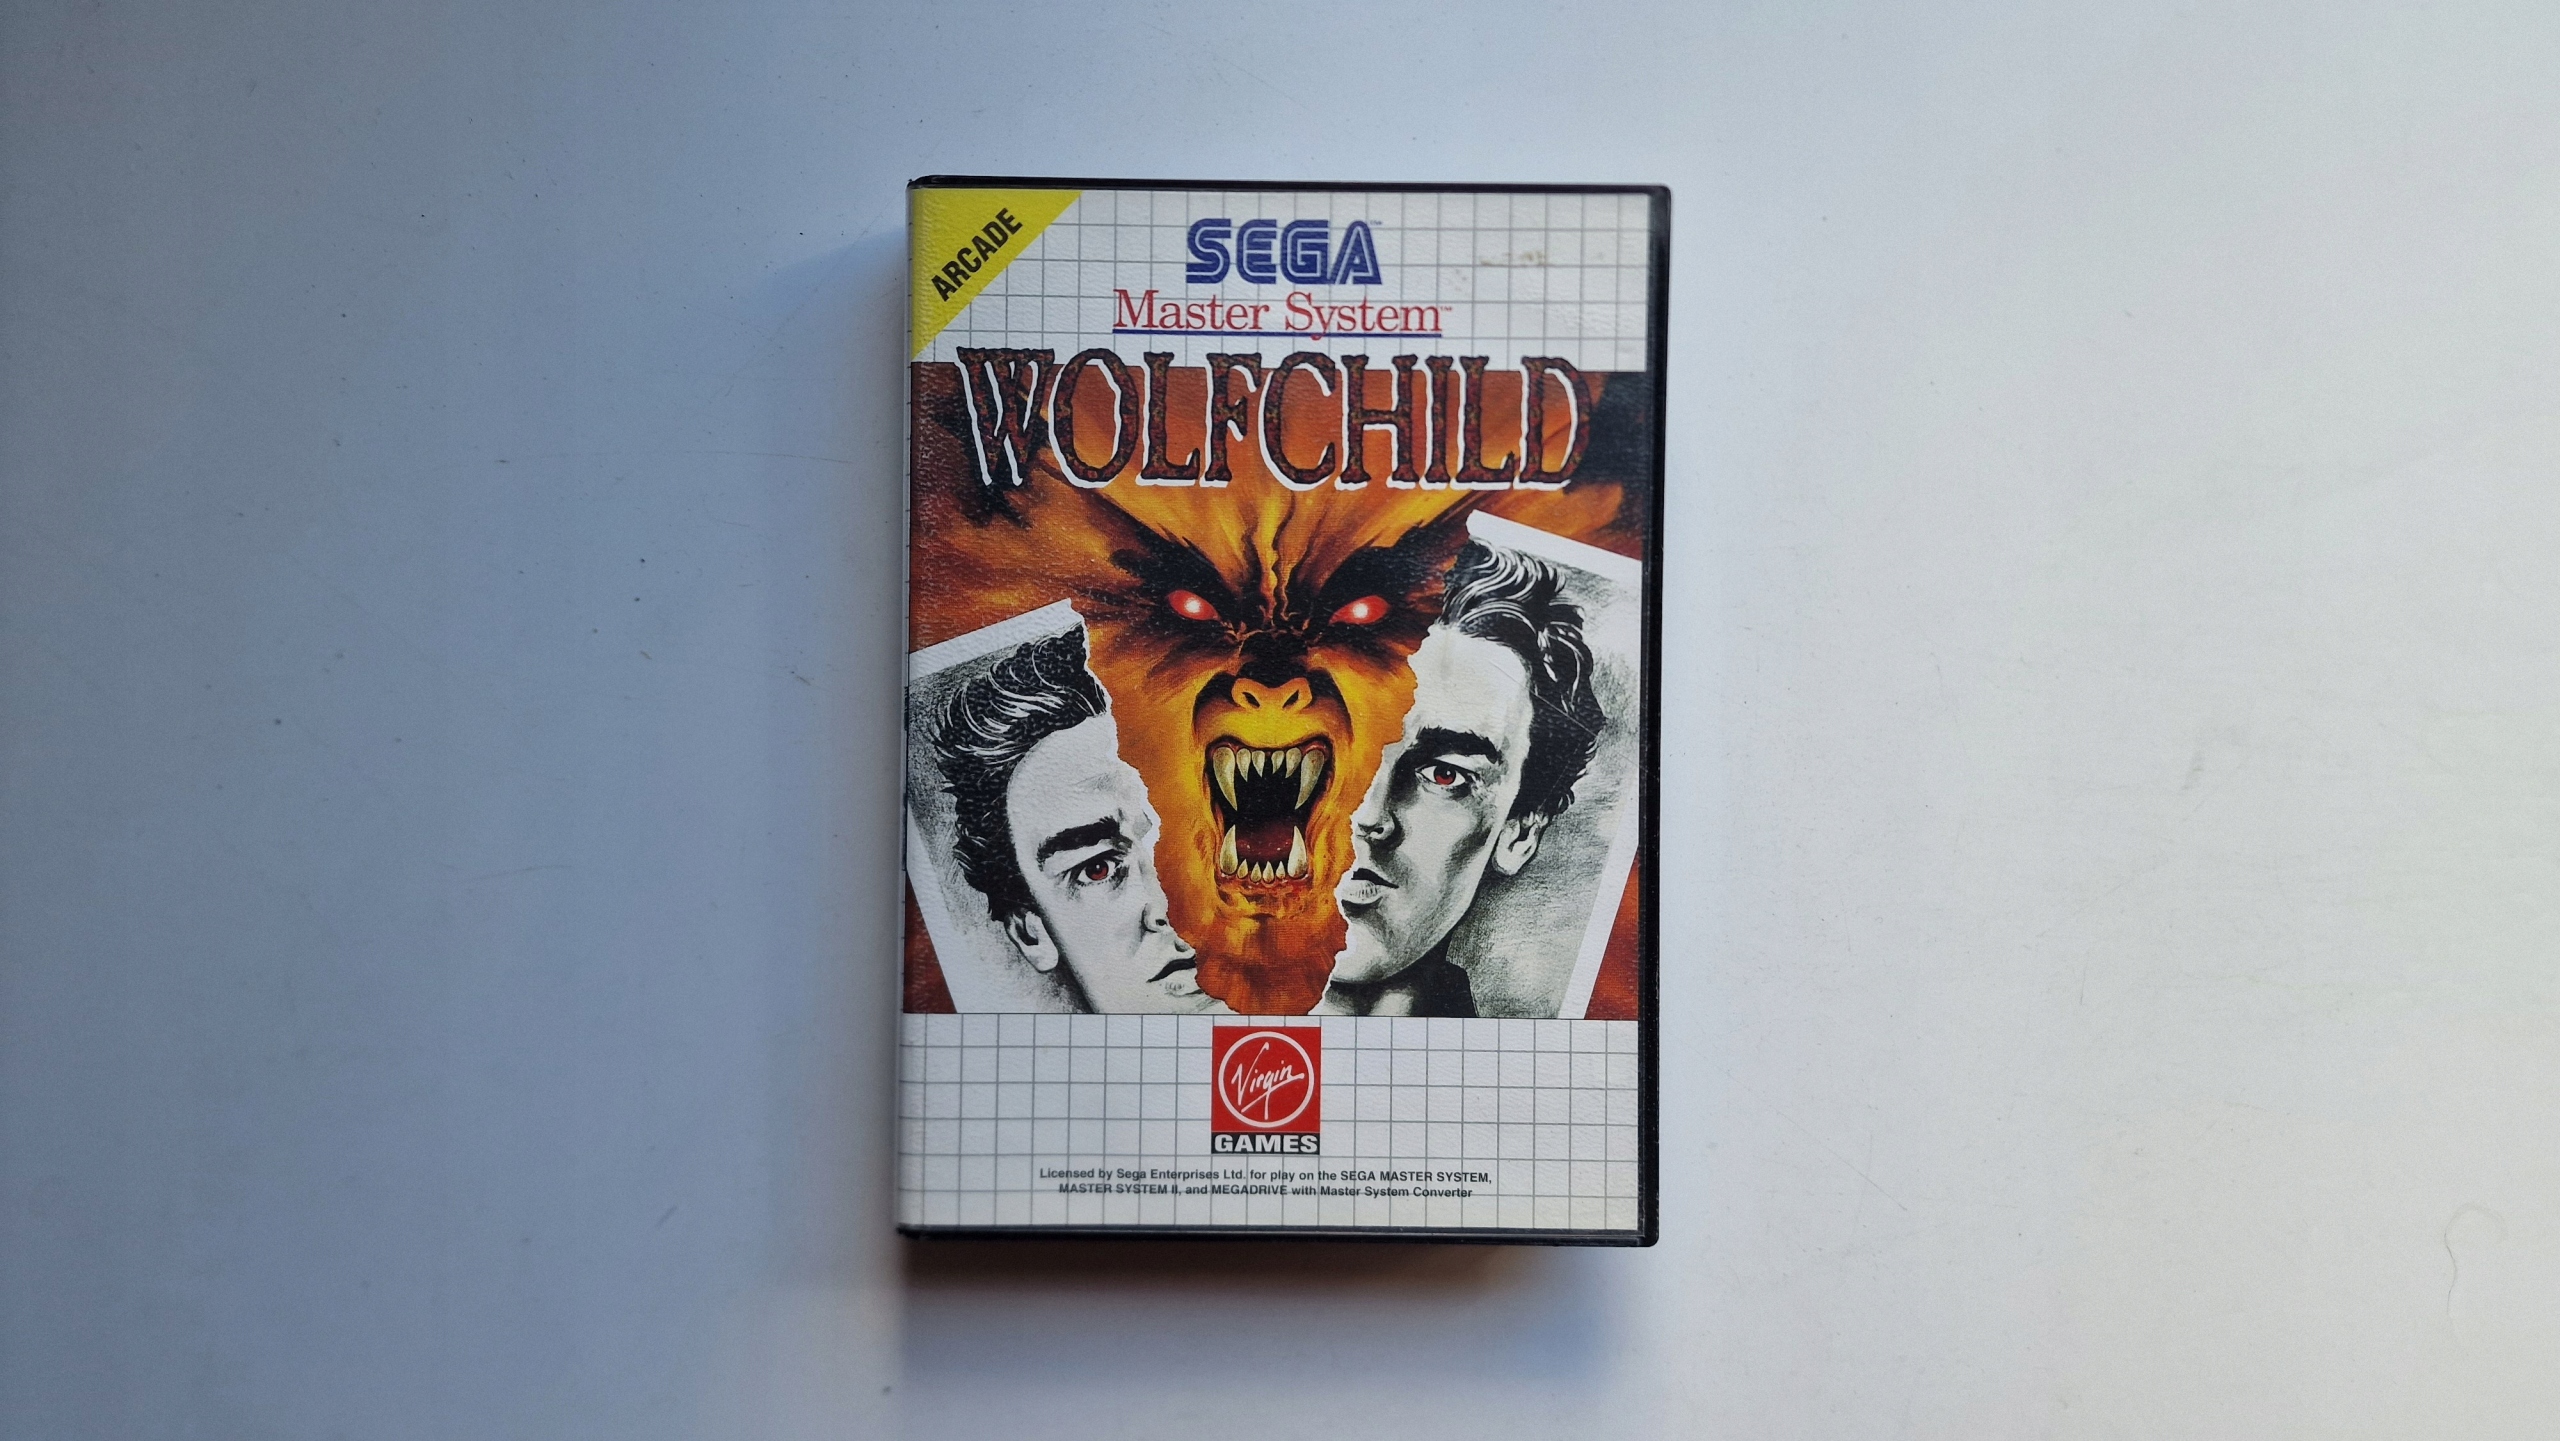 ARCADE
SEGA™
Master System™
WOLFCHILD
Virgin
GAMES
Licensed by Sega Enterprises Ltd. for play on the SEGA MASTER SYSTEM,
MASTER SYSTEM II, and MEGADRIVE with Master System Converter